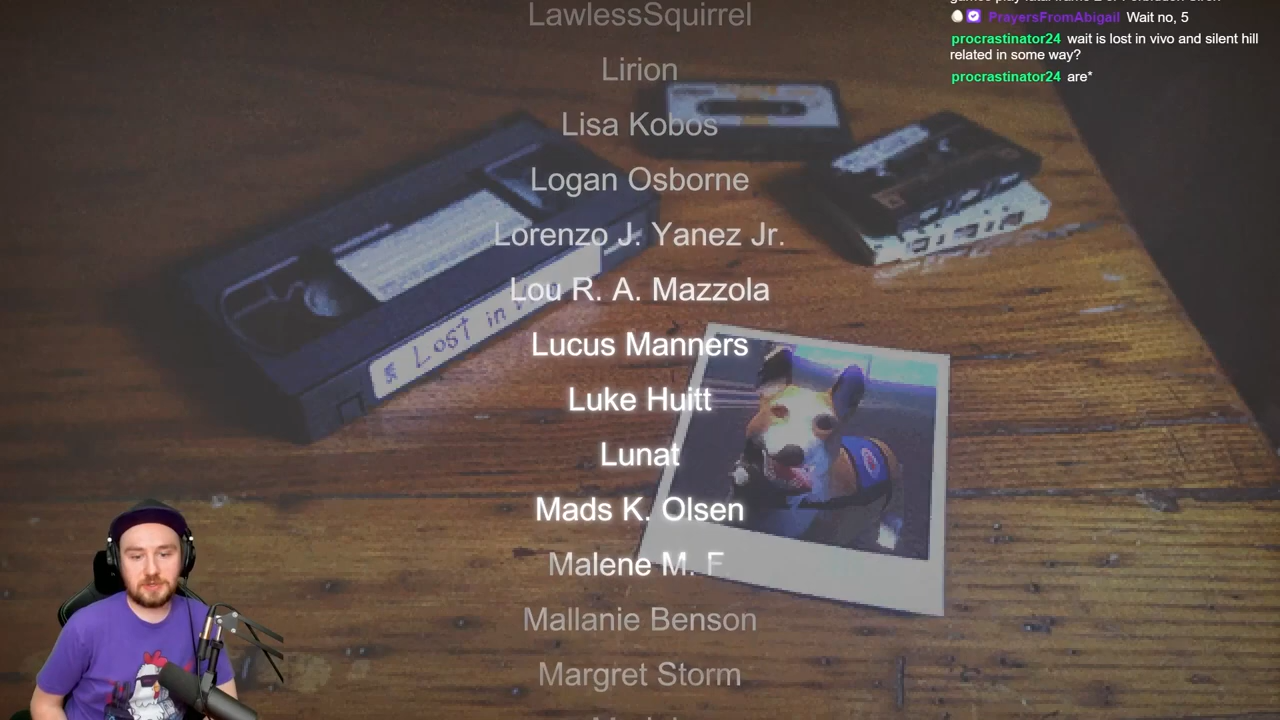 LawlessSquirrel
Lirion
Lisa Kobos
Logan Osborne
Lorenzo J. Yanez Jr.
Lou R. A. Mazzola
Lucus Manners
Luke Huitt
Lunat
Mads K. Olsen
Malene M. F
Mallanie Benson
Margret Storm
Lost in
PrayersFromAbigail Wait no, 5
procrastinator24 wait is lost in vivo and silent hill
related in some way?
procrastinator24 are*